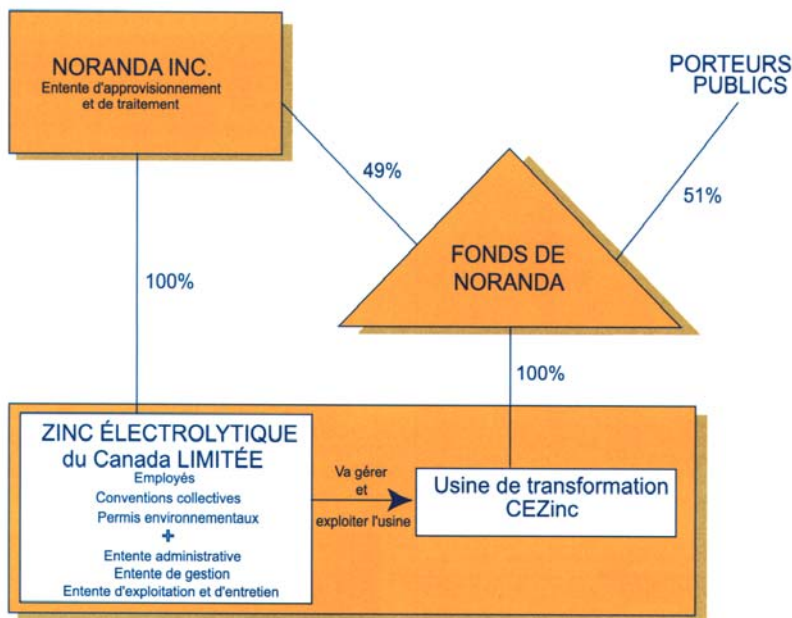 NORANDA INC.
Entente d'approvisionnement
et de traitement
PORTEURS
PUBLICS
49%
51%
FONDS DE
NORANDA
100%
100%
ZINC ÉLECTROLYTIQUE
du Canada LIMITÉE
Employés
Conventions collectives
Permis environnementaux
+
Entente administrative
Entente de gestion
Entente d'exploitation et d'entretien
Va gérer
et
exploiter l'usine
Usine de transformation
CEZinc